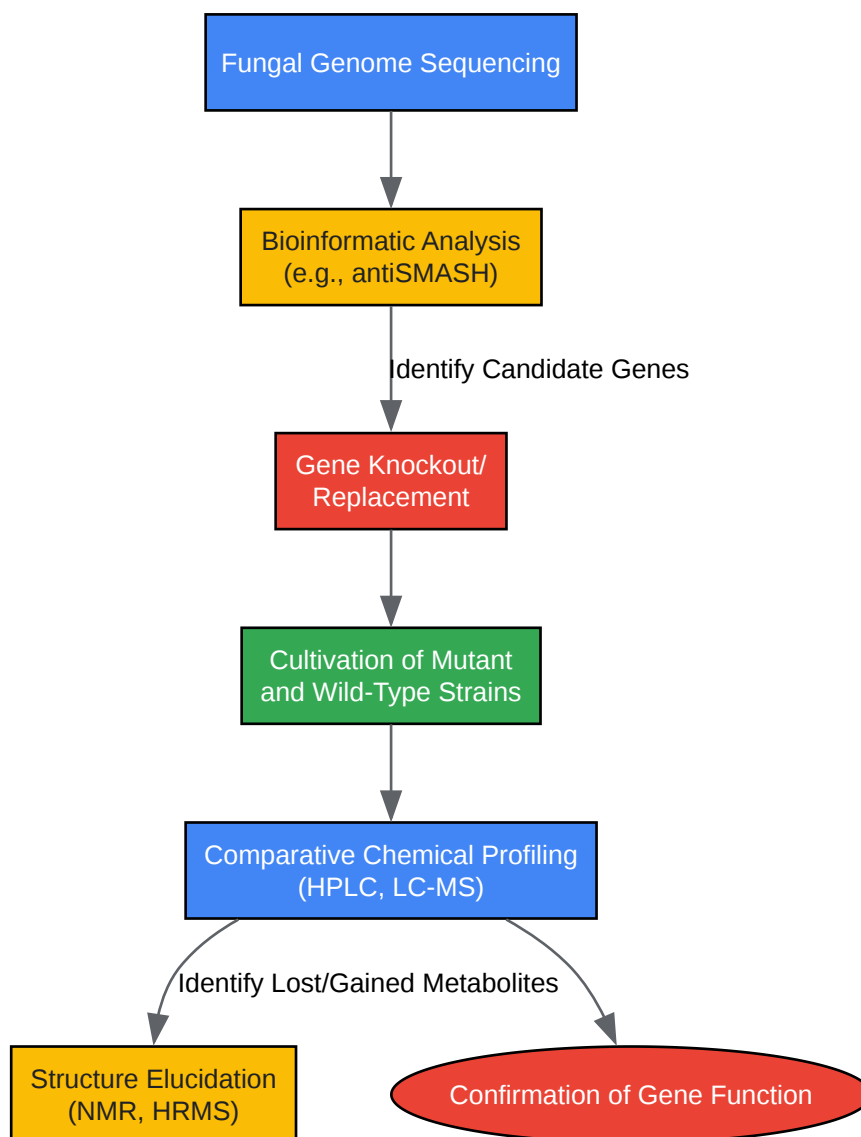 Fungal Genome Sequencing
Bioinformatic Analysis
(e.g., antiSMASH)
Identify Candidate Genes
Gene Knockout/
Replacement
Cultivation of Mutant
and Wild-Type Strains
Comparative Chemical Profiling
(HPLC, LC-MS)
Identify Lost/Gained Metabolites
Structure Elucidation
(NMR, HRMS)
Confirmation of Gene Function